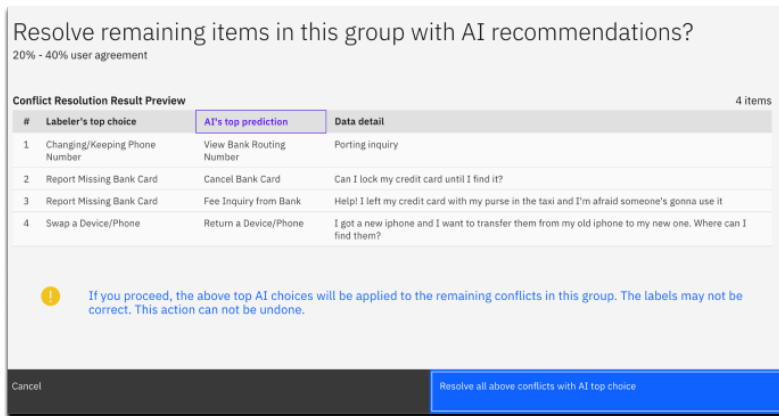 Resolve remaining items in this group with AI recommendations?
20% - 40% user agreement
Conflict Resolution Result Preview
4 items
# Labeler's top choice AI's top prediction Data detail
1 Changing/Keeping Phone Number View Bank Routing Number Porting inquiry
2 Report Missing Bank Card Cancel Bank Card Can I lock my credit card until I find it?
3 Report Missing Bank Card Fee Inquiry from Bank Help! I left my credit card with my purse in the taxi and I'm afraid someone's gonna use it
4 Swap a Device/Phone Return a Device/Phone I got a new iphone and I want to transfer them from my old iphone to my new one. Where can I find them?
If you proceed, the above top AI choices will be applied to the remaining conflicts in this group. The labels may not be
correct. This action can not be undone.
Cancel
Resolve all above conflicts with AI top choice